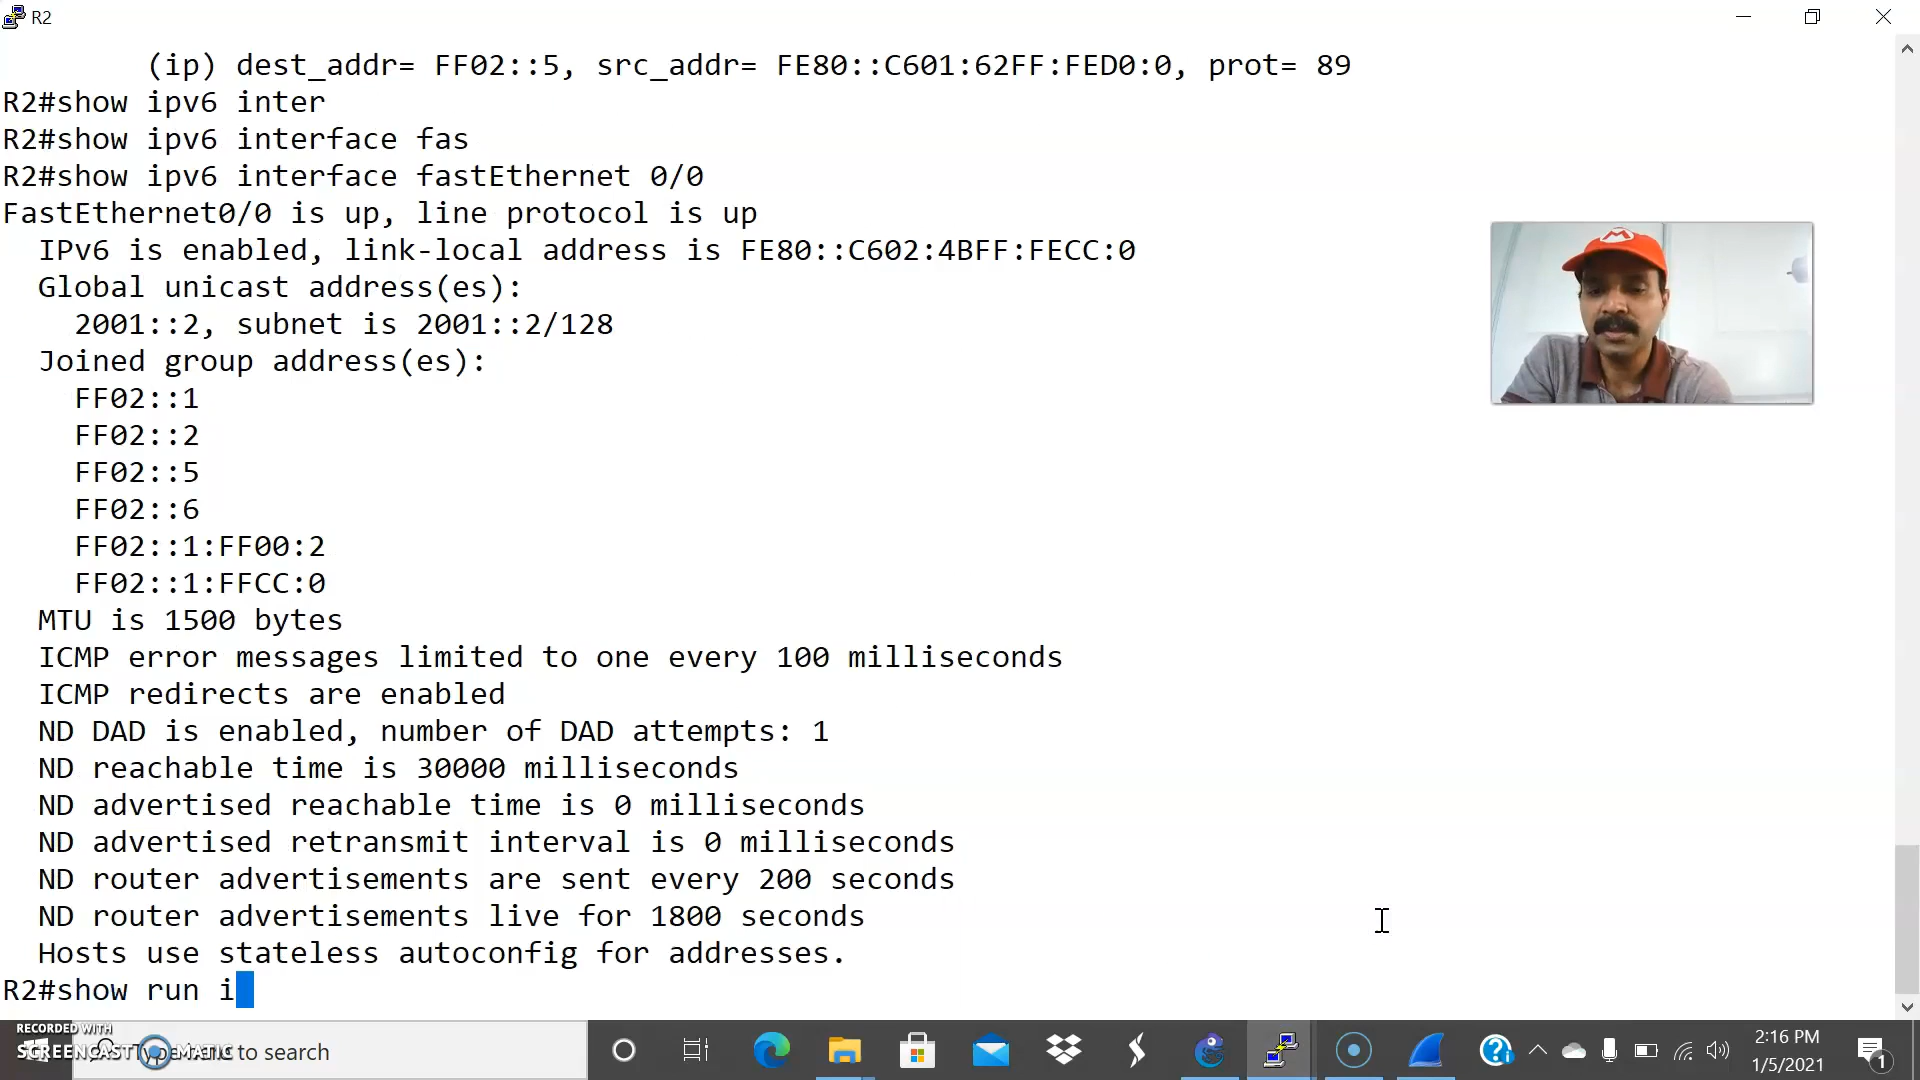 R2
(ip) dest_addr= FF02::5, src_addr= FE80::C601:62FF:FED0:0, prot= 89
R2#show ipv6 inter
R2#show ipv6 interface fas
R2#show ipv6 interface fastEthernet 0/0
FastEthernet0/0 is up, line protocol is up
IPv6 is enabled, link-local address is FE80::C602:4BFF:FECC:0
Global unicast address(es):
2001::2, subnet is 2001::2/128
Joined group address(es):
FF02::1
FF02::2
FF02::5
FF02::6
FF02::1:FF00:2
FF02::1:FFCC:0
MTU is 1500 bytes
ICMP error messages limited to one every 100 milliseconds
ICMP redirects are enabled
ND DAD is enabled, number of DAD attempts: 1
ND reachable time is 30000 milliseconds
ND advertised reachable time is 0 milliseconds
ND advertised retransmit interval is 0 milliseconds
ND router advertisements are sent every 200 seconds
ND router advertisements live for 1800 seconds
Hosts use stateless autoconfig for addresses.
R2#show run i
RECORDED WITH
SCREENCAST MATIC
Type here to search
2:16 PM
1/5/2021
1